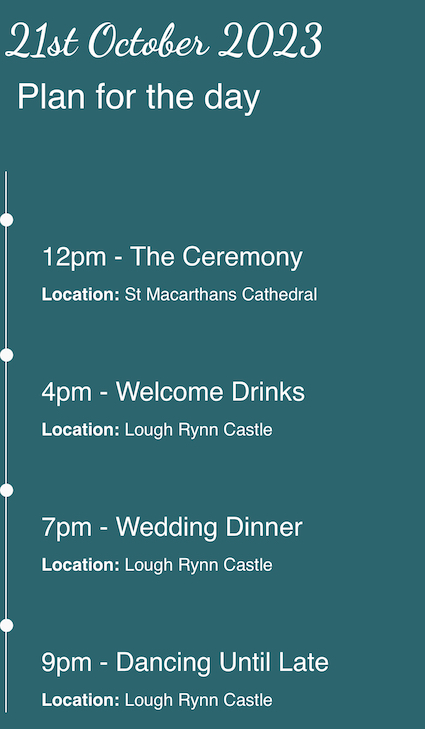 21st October 2023
Plan for the day
12pm - The Ceremony
Location: St Macarthans Cathedral
4pm - Welcome Drinks
Location: Lough Rynn Castle
7pm - Wedding Dinner
Location: Lough Rynn Castle
9pm - Dancing Until Late
Location: Lough Rynn Castle